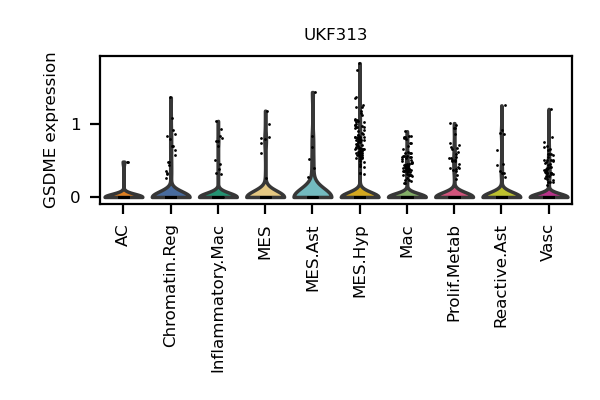 UKF313
GSDME expression
1
0
AC
Chromatin.Reg
Inflammatory.Mac
MES
MES.Ast
MES.Hyp
Mac
Prolif.Metab
Reactive.Ast
Vasc